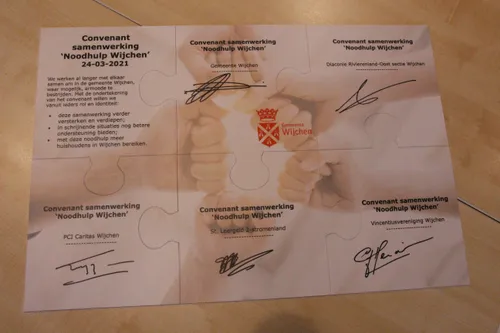 Convenant
samenwerking
'Noodhulp Wijchen'
24-03-2021
We werken al langer met elkaar
samen om in de gemeente Wijchen,
waar mogelijk, armoede te
bestrijden. Met de ondertekening
van het convenant willen we
vanuit ieders rol en identiteit:
• deze samenwerking verder
versterken en verdiepen;
• in schrijnende situaties nog betere
ondersteuning bieden;
• met deze noodhulp meer
huishoudens in Wijchen bereiken.
Convenant samenwerking
'Noodhulp Wijchen'
Gemeente Wijchen
Convenant samenwerking
'Noodhulp Wijchen'
Diaconie Rivierenland-Oost sectie Wijchen
gemeente
Wijchen
Convenant samenwerking
'Noodhulp Wijchen'
PCI Caritas Wijchen
Convenant samenwerking
'Noodhulp Wijchen'
St. Leergeld 2-stromenland
Convenant samenwerking
'Noodhulp Wijchen'
Vincentiusvereniging Wijchen